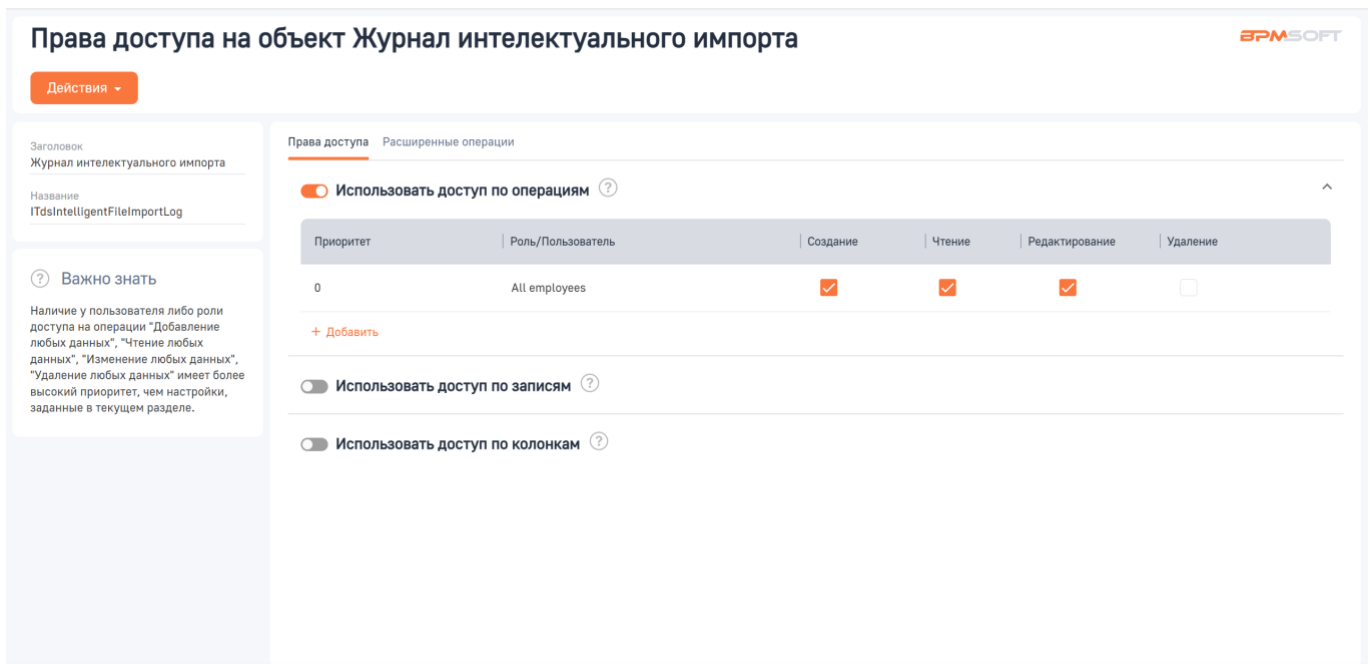 Права доступа на объект Журнал интелектуального импорта
BPMSOFT
Действия
Заголовок
Журнал интелектуального импорта
Название
ITdsIntelligentFileImportLog
? Важно знать
Наличие у пользователя либо роли
доступа на операции "Добавление
любых данных", "Чтение любых
данных", "Изменение любых данных",
"Удаление любых данных" имеет более
высокий приоритет, чем настройки,
заданные в текущем разделе.
Права доступа Расширенные операции
Использовать доступ по операциям ?
Приоритет Роль/Пользователь Создание Чтение Редактирование Удаление
0 All employees
+ Добавить
Использовать доступ по записям ?
Использовать доступ по колонкам ?